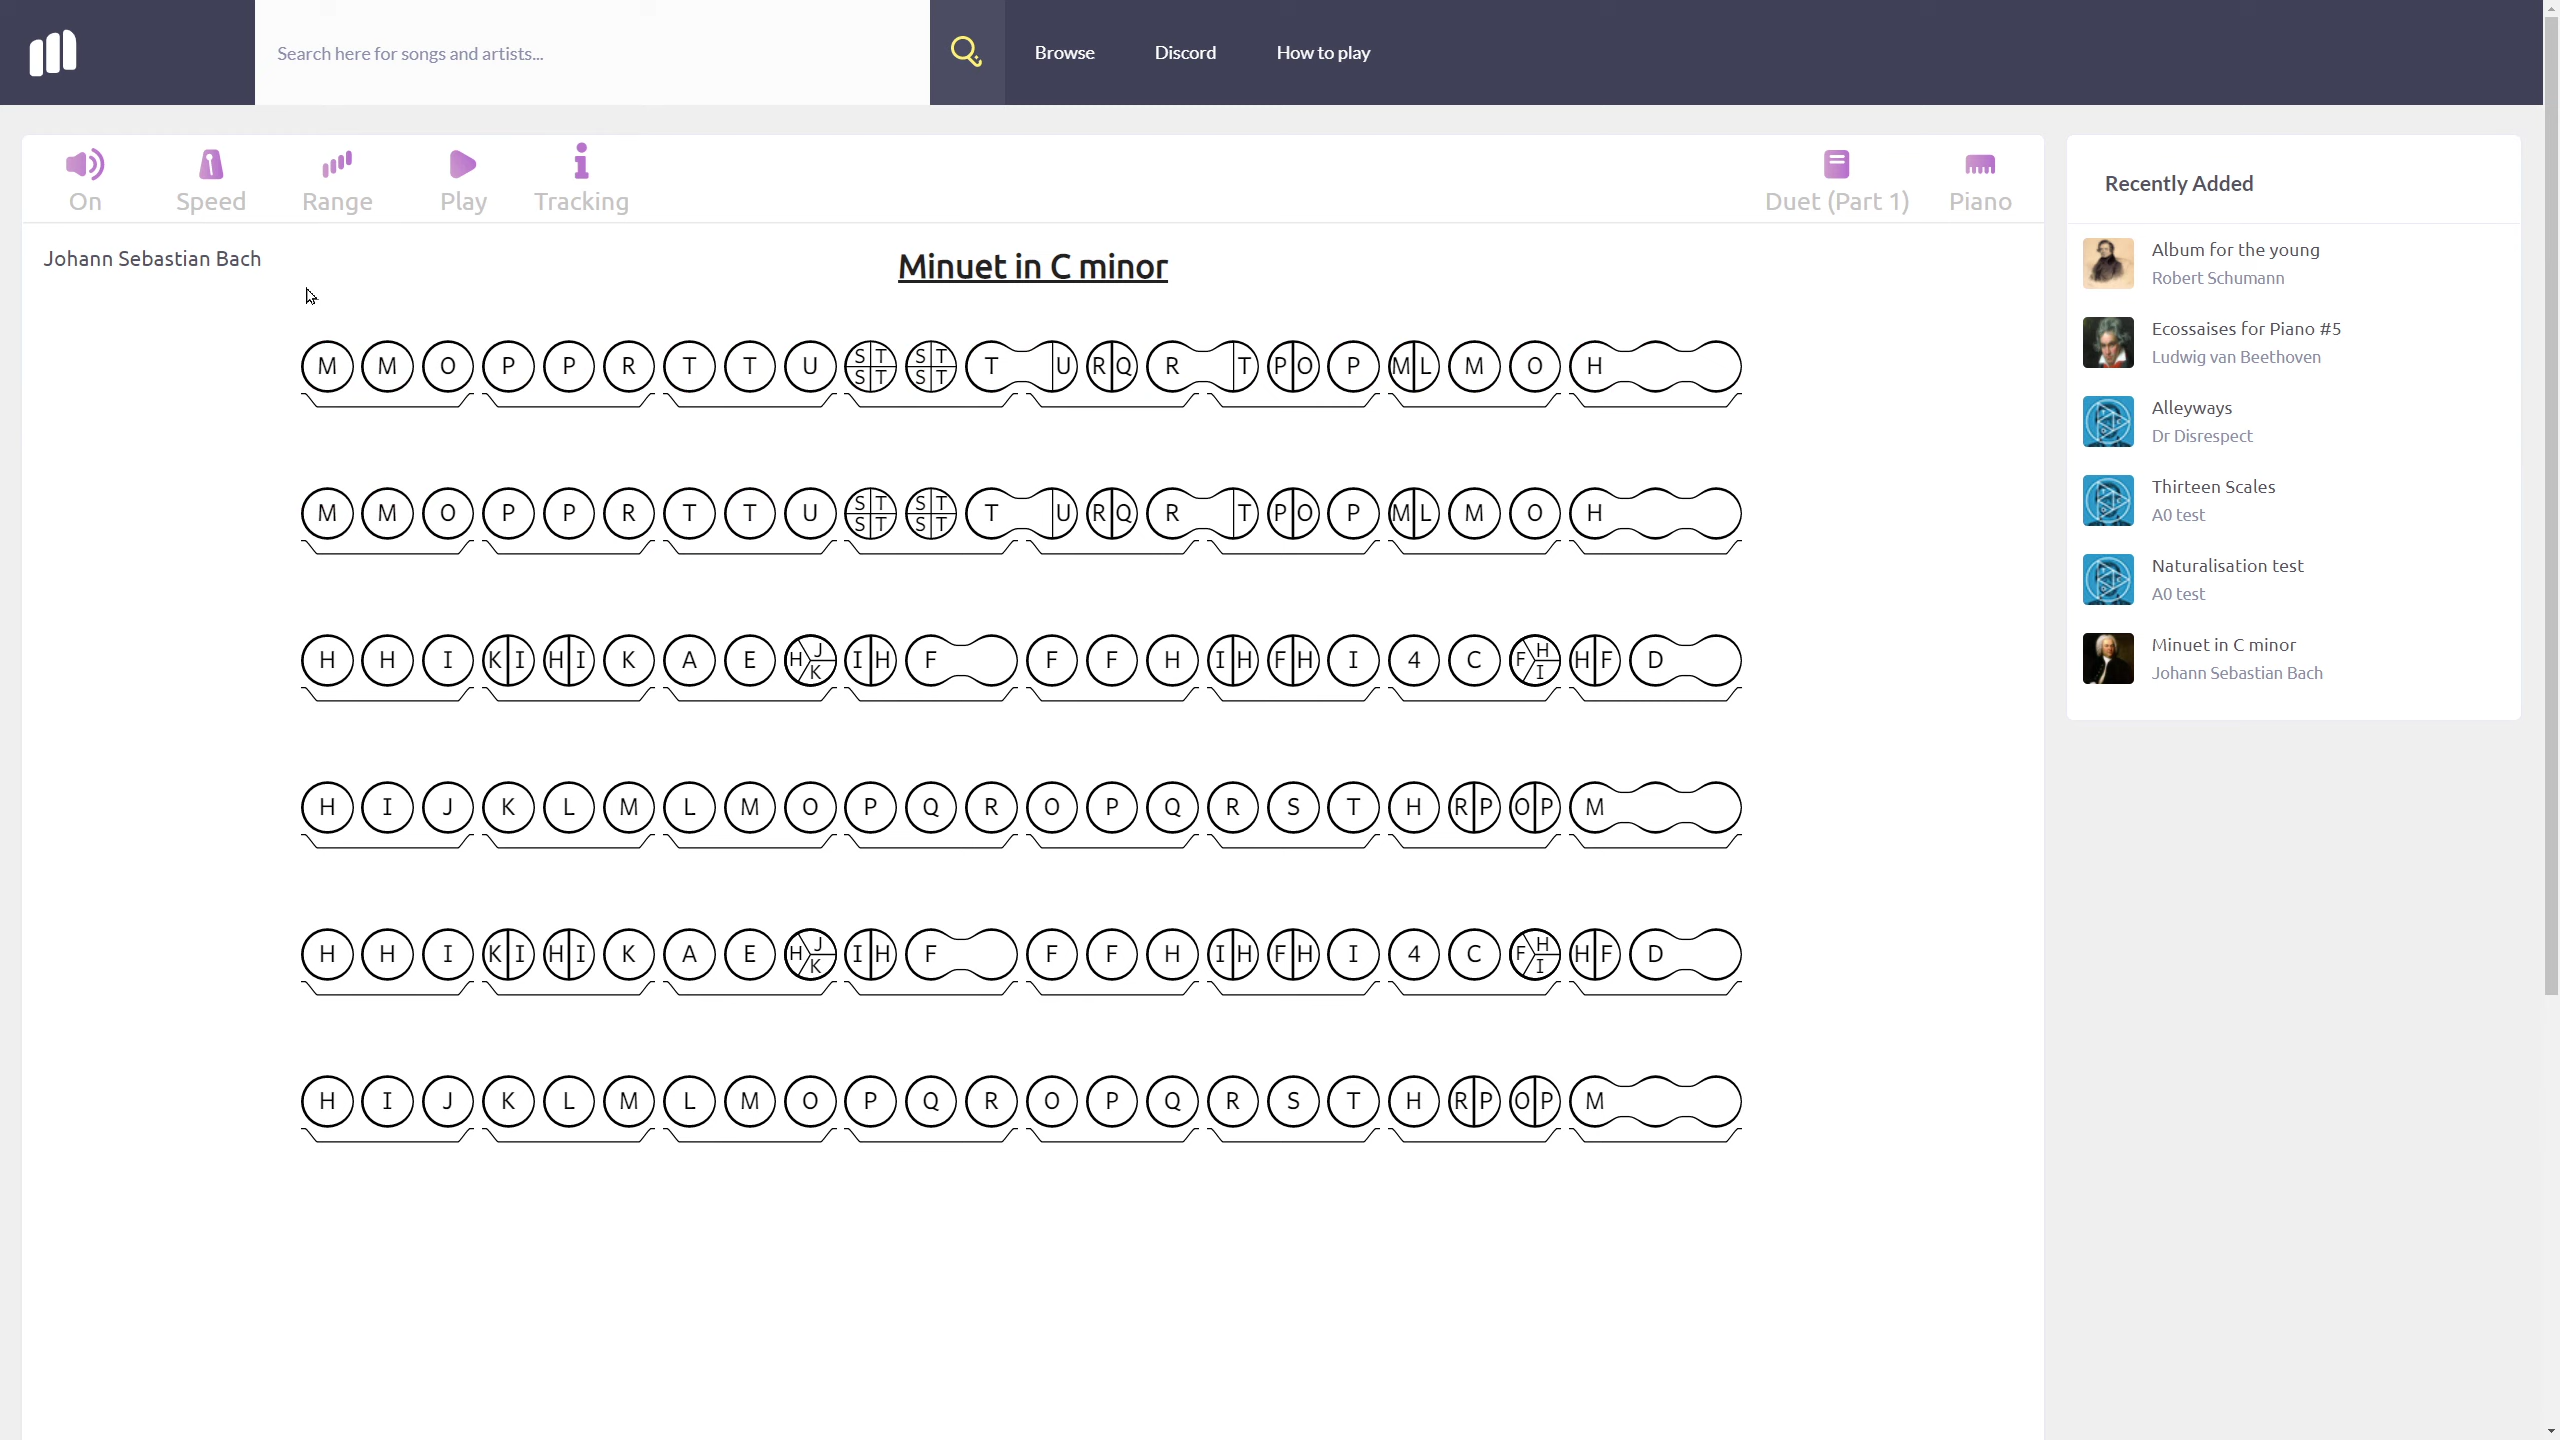 Search here for songs and artists...
Browse
Discord
How to play
On
Speed
Range
Play
Tracking
Duet (Part 1)
Piano
Johann Sebastian Bach
Minuet in C minor
M M O P P R T T U S T S T S T S T T U R Q R T P O P M L M O H
M M O P P R T T U S T S T S T S T T U R Q R T P O P M L M O H
H H I K I H I K A E H J K I H F F F H I H F H I 4 C F H I H F D
H I J K L M L M O P Q R O P Q R S T H R P O P M
H H I K I H I K A E H J K I H F F F H I H F H I 4 C F H I H F D
H I J K L M L M O P Q R O P Q R S T H R P O P M
Recently Added
Album for the young
Robert Schumann
Ecossaises for Piano #5
Ludwig van Beethoven
Alleyways
Dr Disrespect
Thirteen Scales
A0 test
Naturalisation test
A0 test
Minuet in C minor
Johann Sebastian Bach